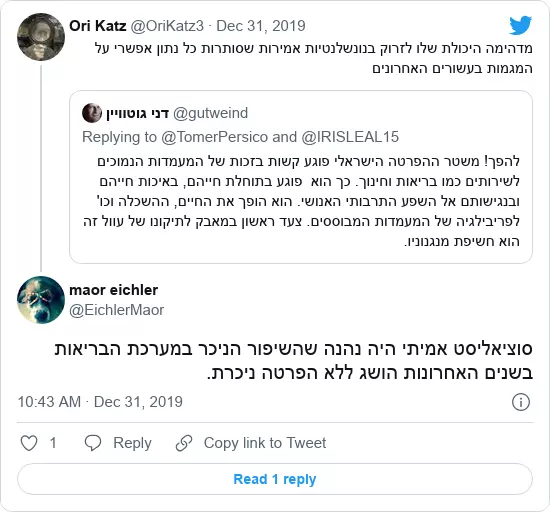 Ori Katz @OriKatz3 · Dec 31, 2019
מדהימה היכולת שלו לזרוק בנונשלנטיות אמירות שסותרות כל נתון אפשרי על
המגמות בעשורים האחרונים
דני גוטוויין @gutweind
Replying to @TomerPersico and @IRISLEAL15
להפך! משטר ההפרטה הישראלי פוגע קשות בזכות של המעמדות הנמוכים
לשירותים כמו בריאות וחינוך. כך הוא פוגע בתוחלת חייהם, באיכות חייהם
ובנגישותם אל השפע התרבותי האנושי. הוא הופך את החיים, ההשכלה וכו'
לפריבילגיה של המעמדות המבוססים. צעד ראשון במאבק לתיקונו של עוול זה
הוא חשיפת מנגנוניו.
maor eichler
@EichlerMaor
סוציאליסט אמיתי היה נהנה שהשיפור הניכר במערכת הבריאות
בשנים האחרונות הושג ללא הפרטה ניכרת.
10:43 AM · Dec 31, 2019
1 Reply Copy link to Tweet
Read 1 reply